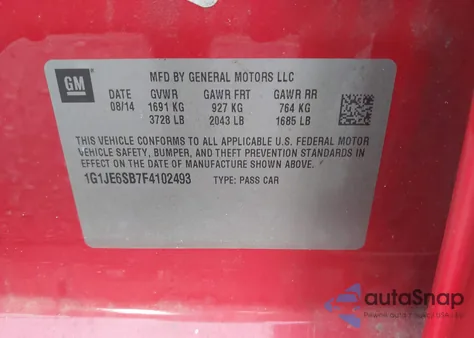 GM
MFD BY GENERAL MOTORS LLC
DATE GVWR GAWR FRT GAWR RR
08/14 1691 KG 927 KG 764 KG
3728 LB 2043 LB 1685 LB
THIS VEHICLE CONFORMS TO ALL APPLICABLE U.S. FEDERAL MOTOR
VEHICLE SAFETY, BUMPER, AND THEFT PREVENTION STANDARDS IN
EFFECT ON THE DATE OF MANUFACTURE SHOWN ABOVE.
1G1JE6SB7F4102493 TYPE: PASS CAR
autoSnap